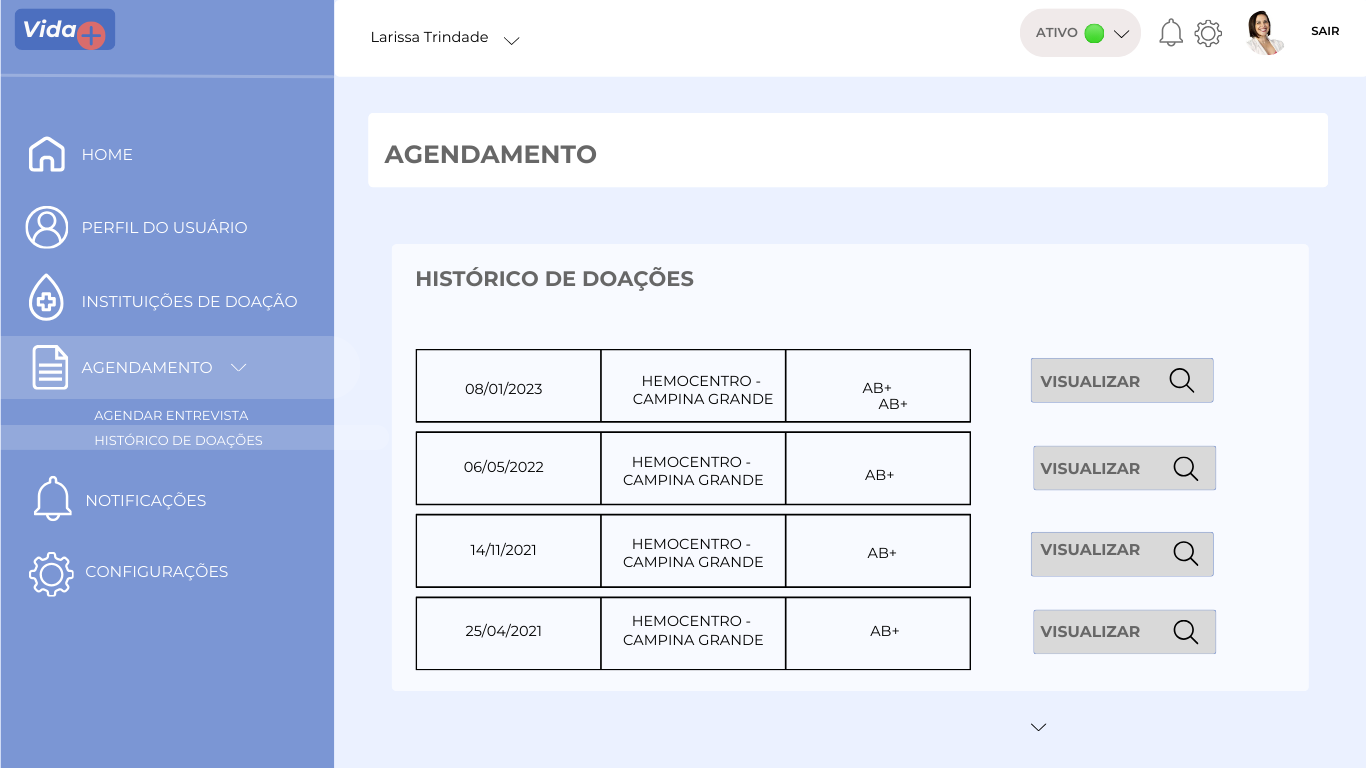 Vida+
Larissa Trindade
ATIVO
SAIR
HOME
PERFIL DO USUÁRIO
INSTITUIÇÕES DE DOAÇÃO
AGENDAMENTO
AGENDAR ENTREVISTA
HISTÓRICO DE DOAÇÕES
NOTIFICAÇÕES
CONFIGURAÇÕES
AGENDAMENTO
HISTÓRICO DE DOAÇÕES
08/01/2023
HEMOCENTRO -
CAMPINA GRANDE
AB+
AB+
VISUALIZAR
06/05/2022
HEMOCENTRO -
CAMPINA GRANDE
AB+
VISUALIZAR
14/11/2021
HEMOCENTRO -
CAMPINA GRANDE
AB+
VISUALIZAR
25/04/2021
HEMOCENTRO -
CAMPINA GRANDE
AB+
VISUALIZAR